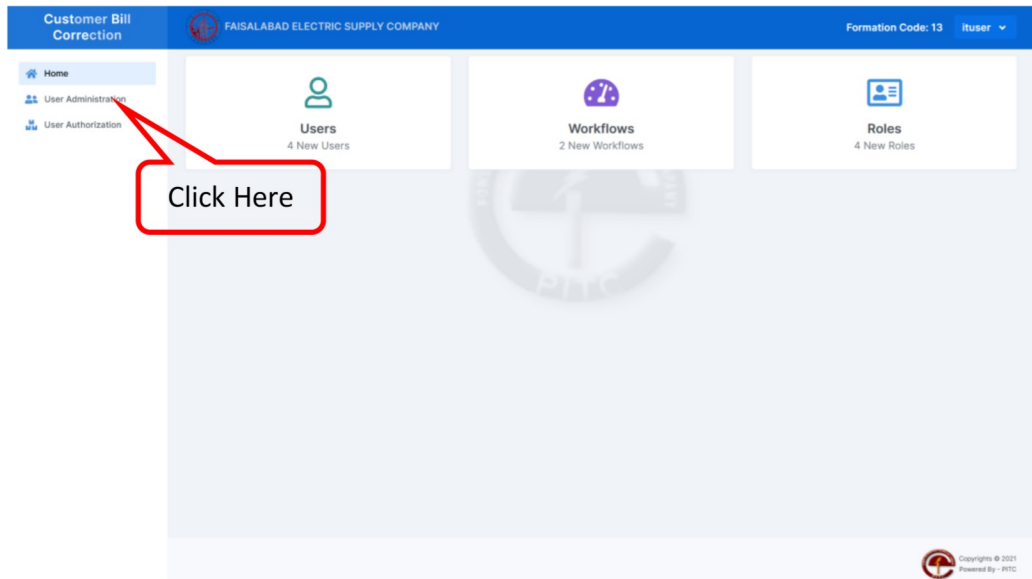 Customer Bill
Correction
FAISALABAD ELECTRIC SUPPLY COMPANY
Formation Code: 13
ituser
Home
User Administration
User Authorization
Users
4 New Users
Workflows
2 New Workflows
Roles
4 New Roles
Click Here
PITC
Copyrights © 2021
Powered By - PITC